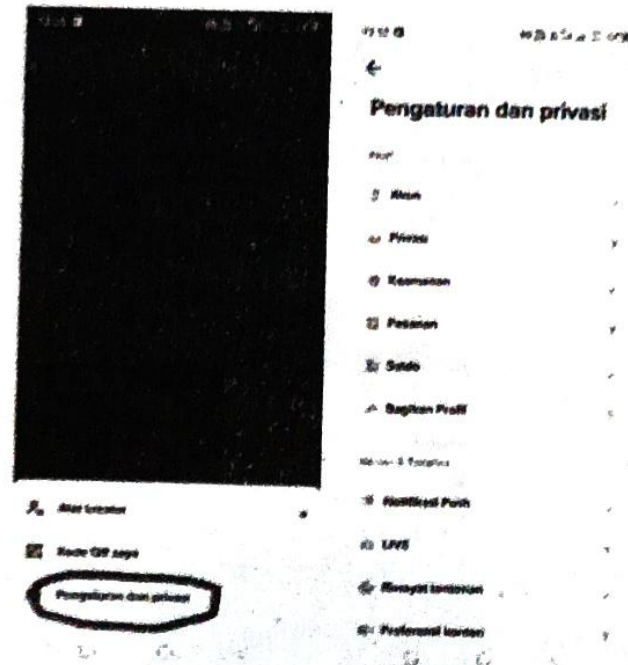 Alat kreator
Kode QR saya
Pengaturan dan privasi
Pengaturan dan privasi
Akun
Privasi
Keamanan
Pesanan
Saldo
Bagikan Profil
Notifikasi Push
LIVE
Riwayat tontonan
Preferensi konten